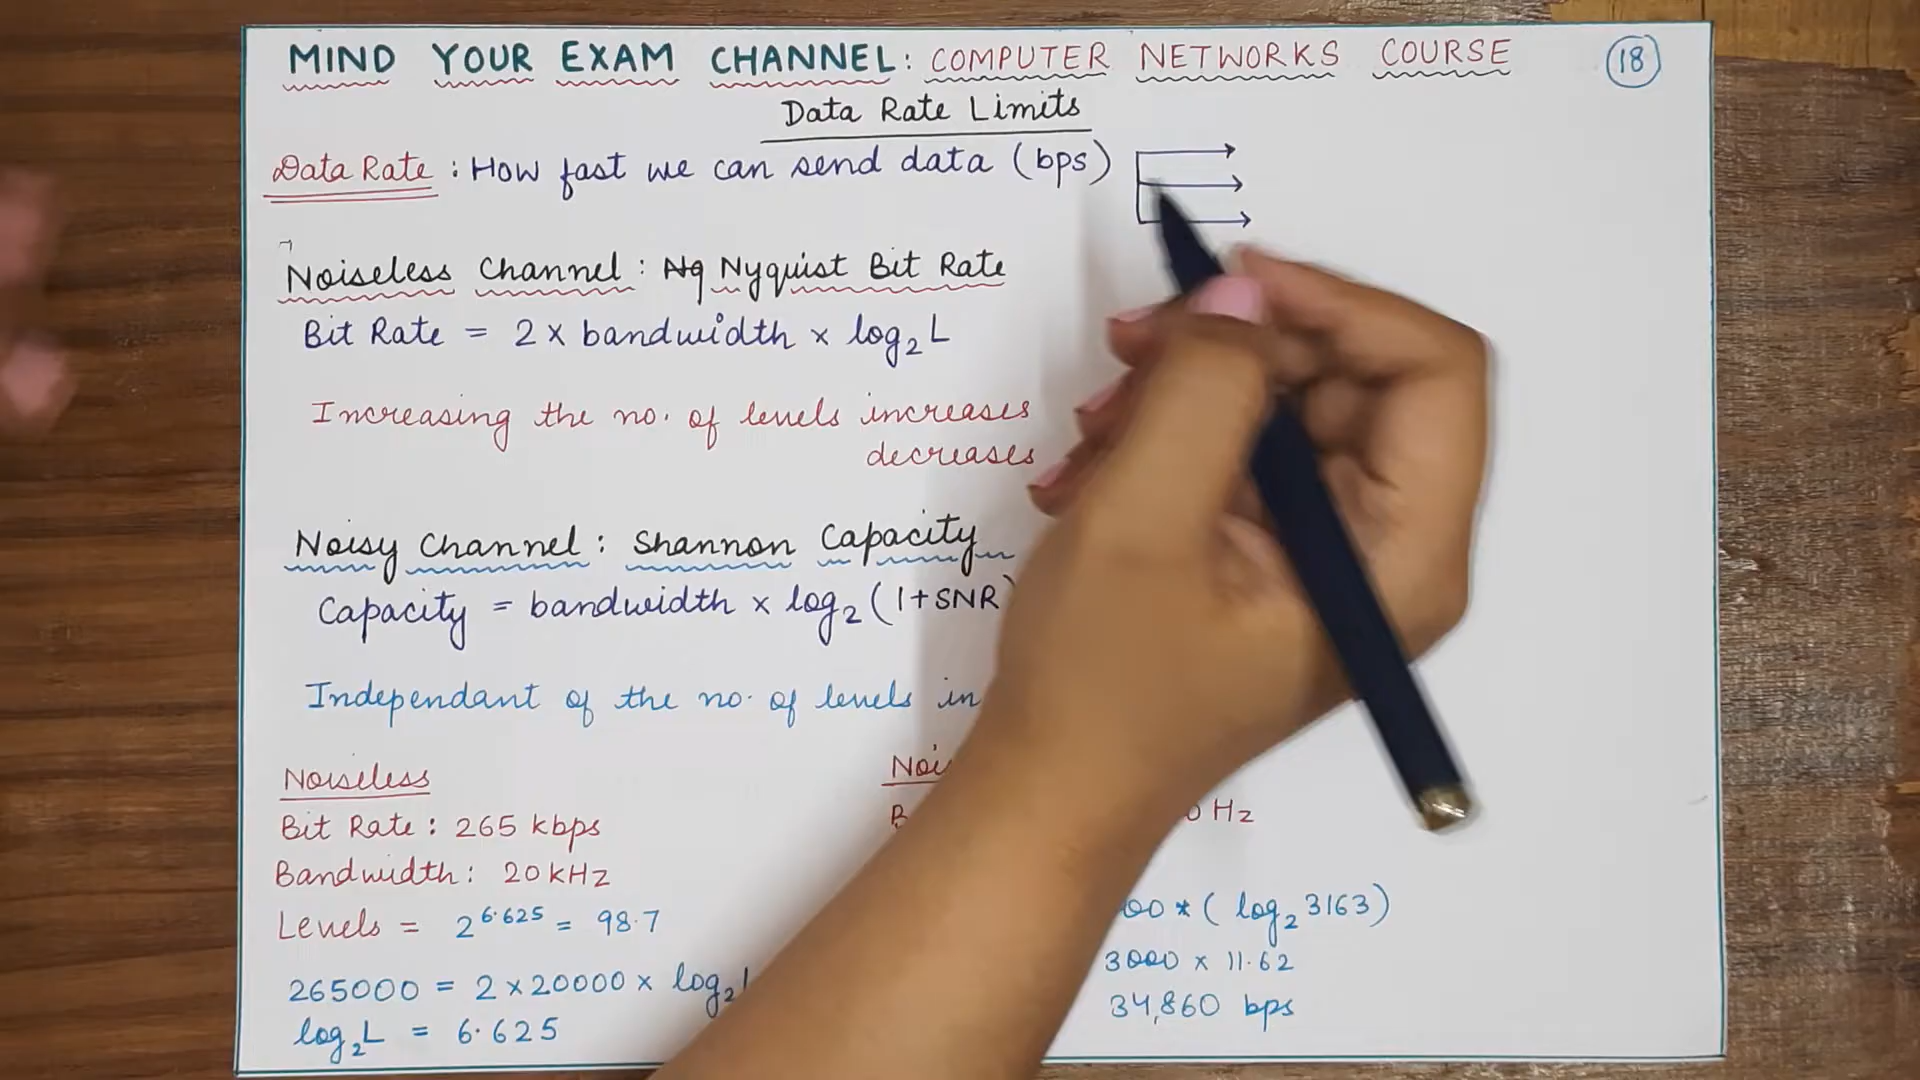 MIND YOUR EXAM CHANNEL: COMPUTER NETWORKS COURSE 18
Data Rate Limits
Data Rate : How fast we can send data (bps)
Noiseless Channel: Nq Nyquist Bit Rate
Bit Rate = 2 x bandwidth x log₂ L
Increasing the no. of levels increases
decreases
Noisy Channel: Shannon Capacity
Capacity = bandwidth x log₂ (1+SNR)
Independant of the no. of levels in
Noiseless
Bit Rate: 265 kbps
Bandwidth: 20kHz
Levels = 2^6.625 = 98.7
265000 = 2 x 20000 x log₂L
log₂L = 6.625
Hz
* ( log₂ 3163)
3000 x 11.62
34,860 bps